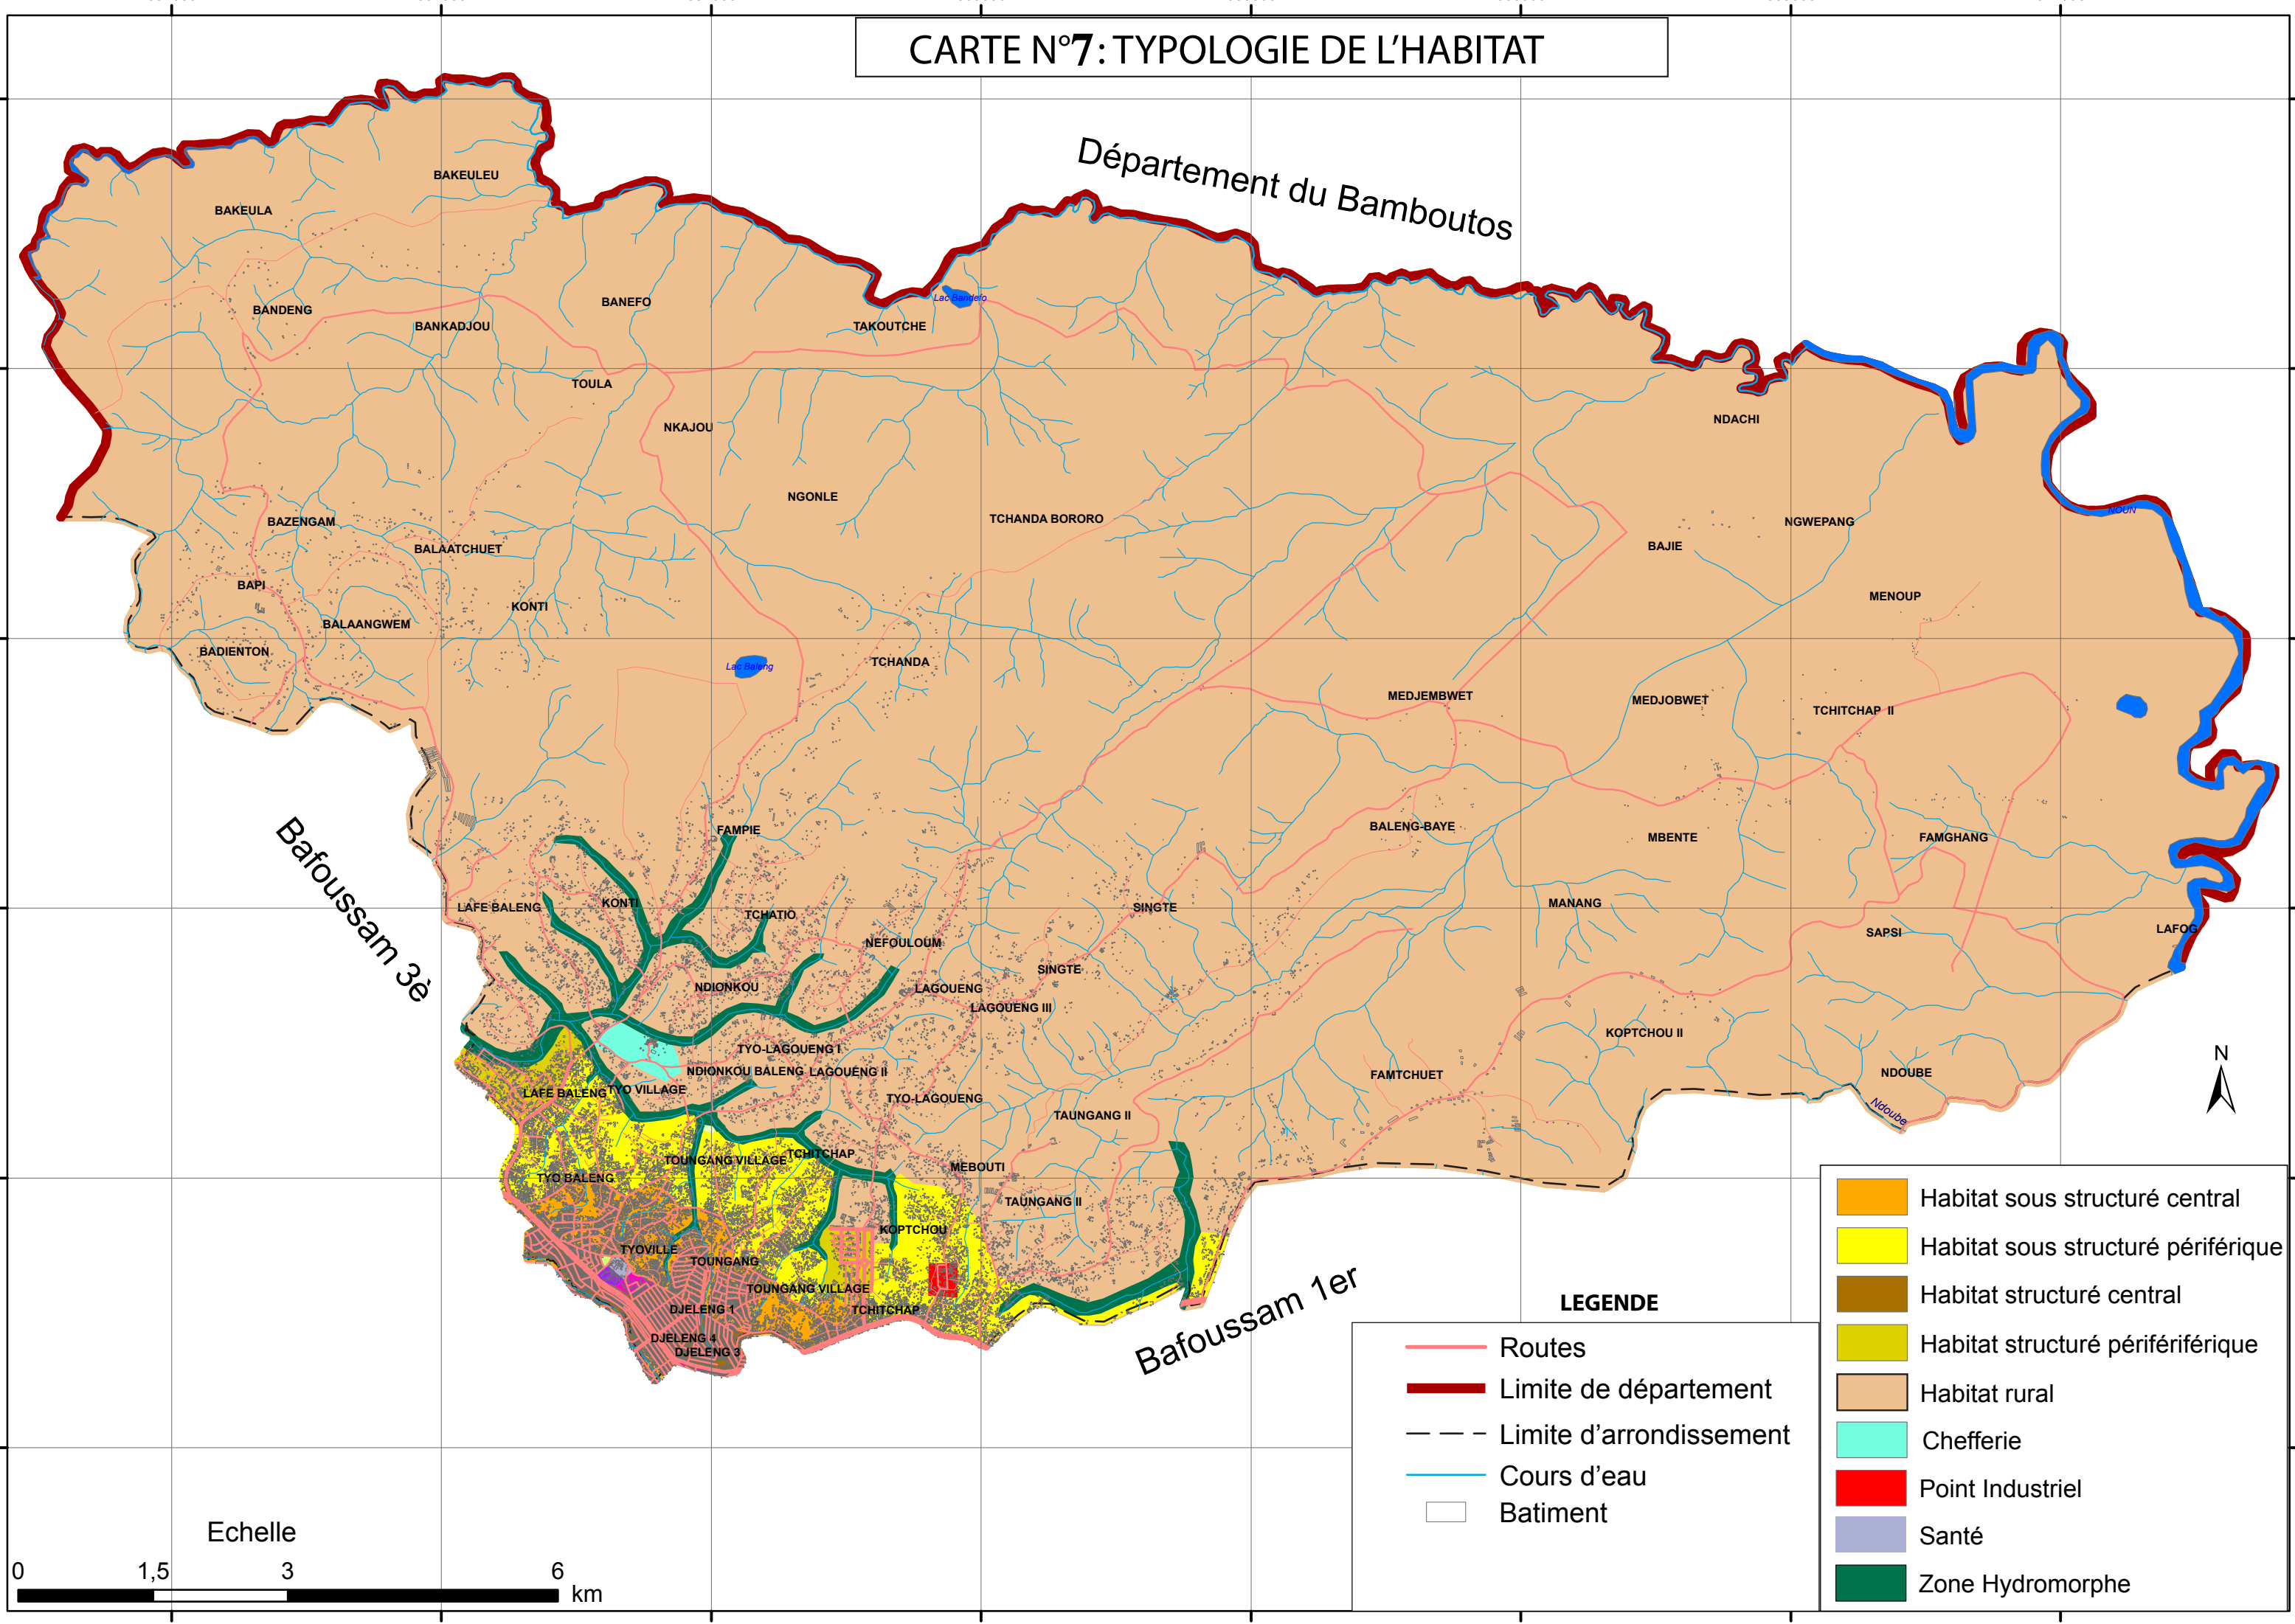 CARTE N°7: TYPOLOGIE DE L'HABITAT
Département du Bamboutos
BAKEULEU
BAKEULA
Lac Bandefo
BANEFO
BANDENG
BANKADJOU
TAKOUTCHE
TOULA
NDACHI
NKAJOU
NGONLE
NOUN
TCHANDA BORORO
BAZENGAM
NGWEPANG
BALAATCHUET
BAJIE
BAPI
MENOUP
KONTI
BALAANGWEM
BADIENTON
TCHANDA
Lac Baleng
MEDJEMBWET
MEDJOBWET
TCHITCHAP II
FAMPIE
BALENG-BAYE
MBENTE
FAMGHANG
Bafoussam 3è
LAFE BALENG
KONTI
TCHATIO
SINGTE
MANANG
SAPSI
LAFOG
NEFOULOUM
SINGTE
NDIONKOU
LAGOUENG
LAGOUENG III
KOPTCHOU II
TYO-LAGOUENG I
NDIONKOU BALENG
LAGOUENG II
FAMTCHUET
NDOUBE
LAFE BALENG
TYO VILLAGE
TYO-LAGOUENG
TAUNGANG II
Ndoube
N
TOUNGANG VILLAGE
TCHITCHAP
MEBOUTI
TYO BALENG
TAUNGANG II
KOPTCHOU
TYOVILLE
TOUNGANG
TOUNGANG VILLAGE
DJELENG 1
TCHITCHAP
DJELENG 4
DJELENG 3
Bafoussam 1er
LEGENDE
Routes
Limite de département
Limite d'arrondissement
Cours d'eau
Batiment
Habitat sous structuré central
Habitat sous structuré périférique
Habitat structuré central
Habitat structuré périfériférique
Habitat rural
Chefferie
Point Industriel
Santé
Zone Hydromorphe
Echelle
0 1,5 3 6
km